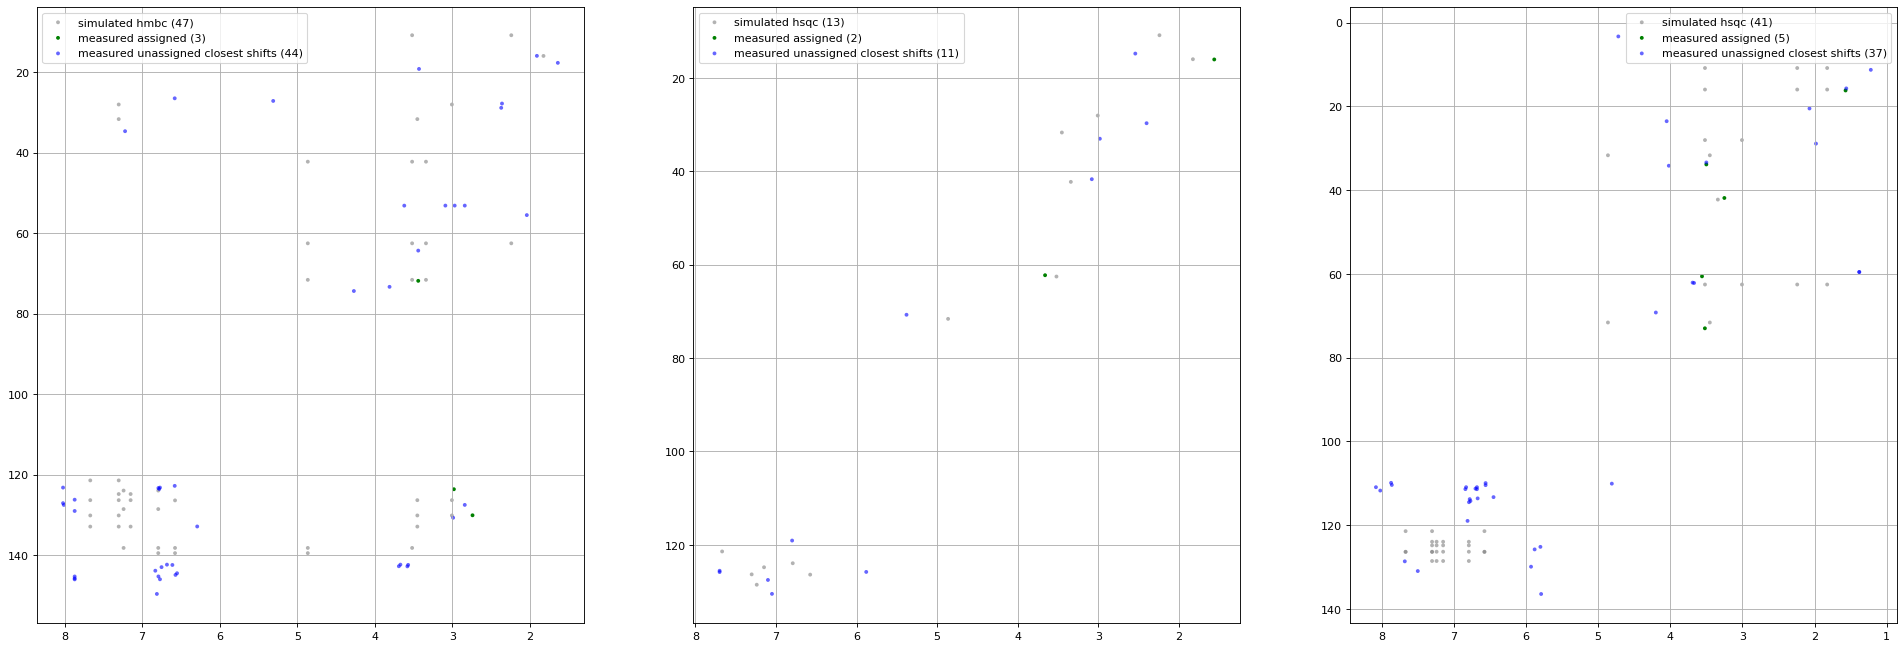 simulated hmbc (47)
measured assigned (3)
measured unassigned closest shifts (44)
20
40
60
80
100
120
140
8 7 6 5 4 3 2
simulated hsqc (13)
measured assigned (2)
measured unassigned closest shifts (11)
20
40
60
80
100
120
8 7 6 5 4 3 2
simulated hsqc (41)
measured assigned (5)
measured unassigned closest shifts (37)
0
20
40
60
80
100
120
140
8 7 6 5 4 3 2 1